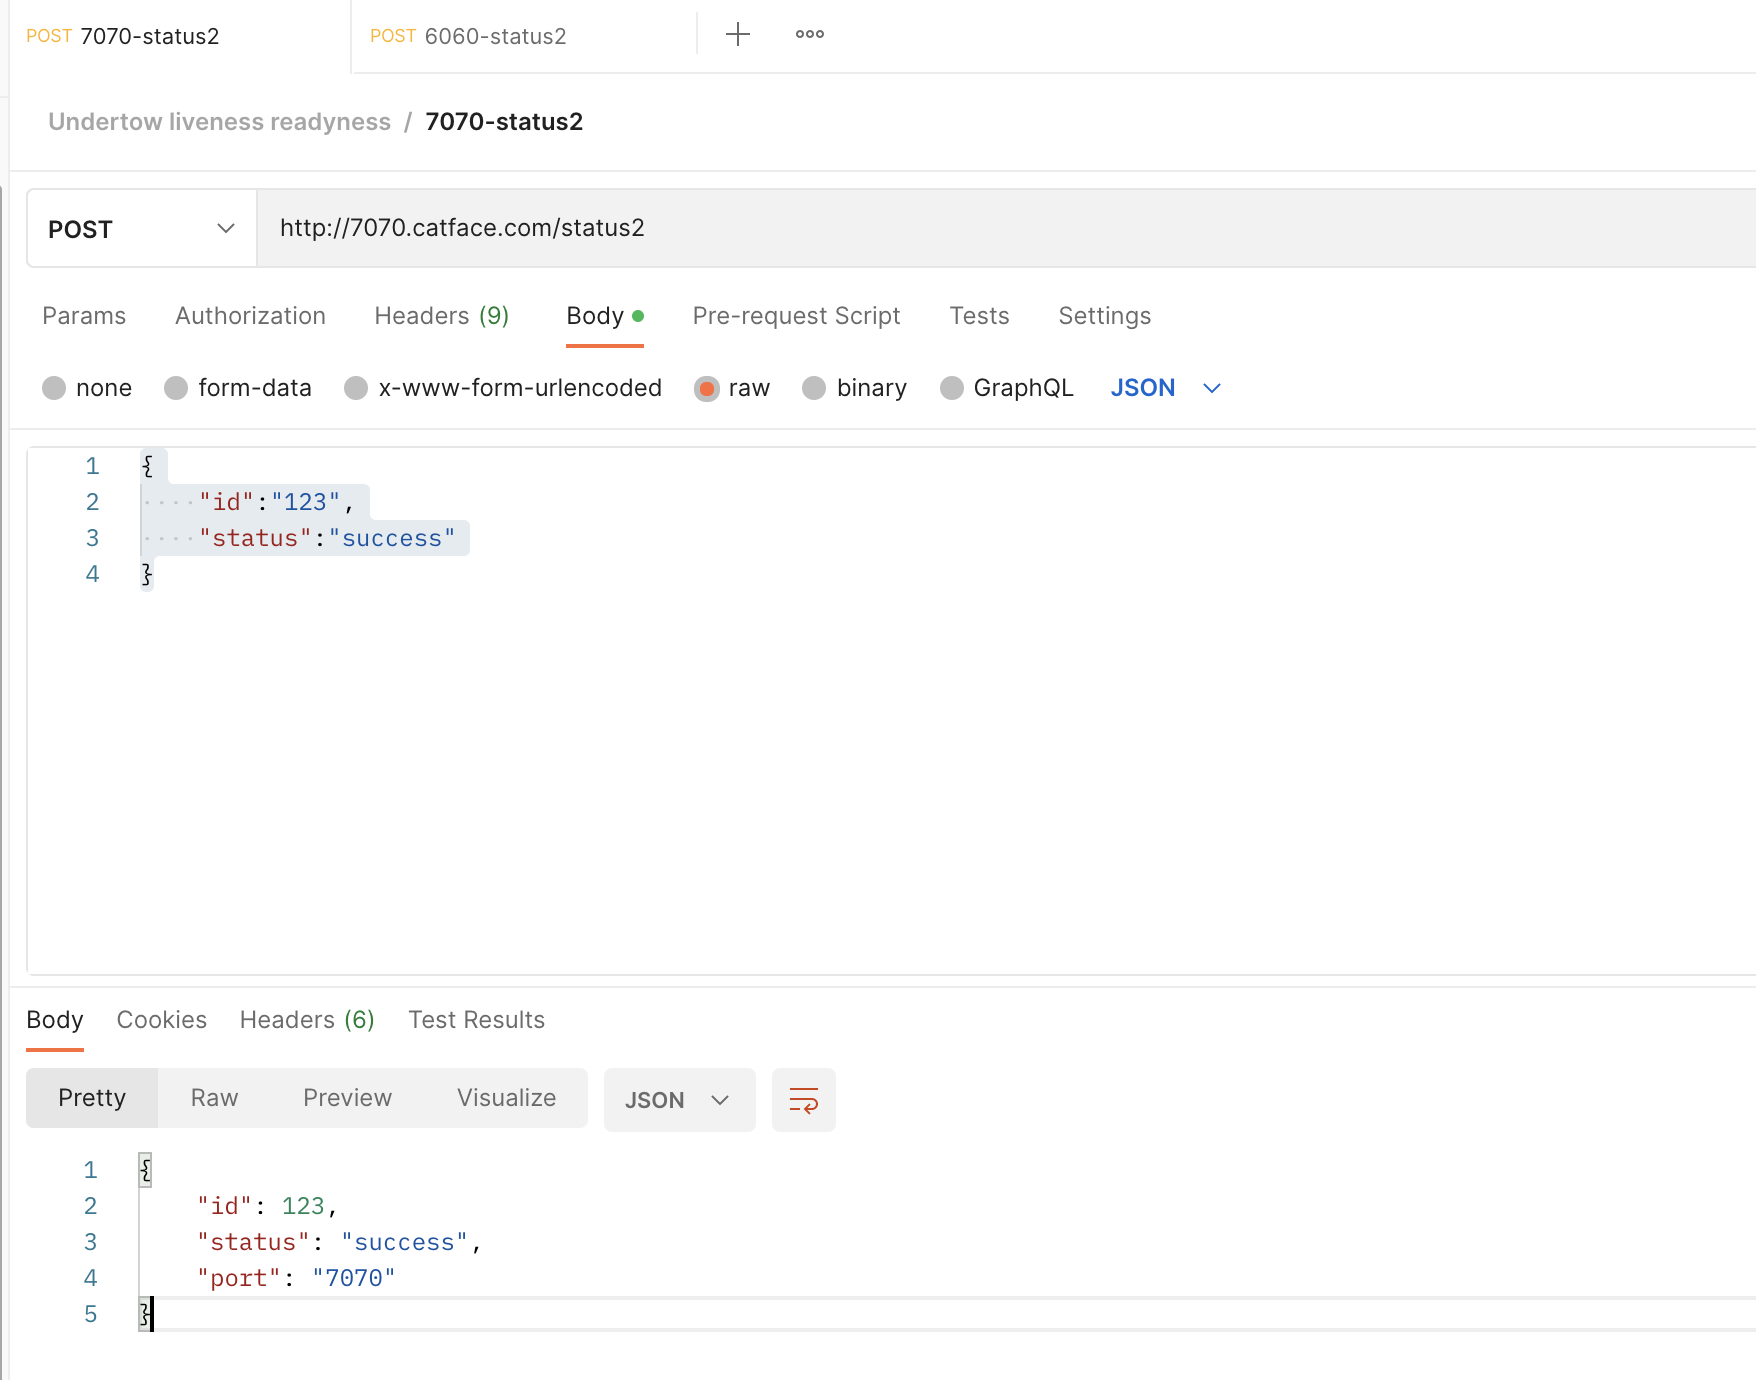 POST 7070-status2 POST 6060-status2
Undertow liveness readyness / 7070-status2
POST http://7070.catface.com/status2
Params Authorization Headers (9) Body Pre-request Script Tests Settings
none form-data x-www-form-urlencoded raw binary GraphQL JSON
1 {
2 "id":"123",
3 "status":"success"
4 }
Body Cookies Headers (6) Test Results
Pretty Raw Preview Visualize JSON
1 {
2 "id": 123,
3 "status": "success",
4 "port": "7070"
5 }